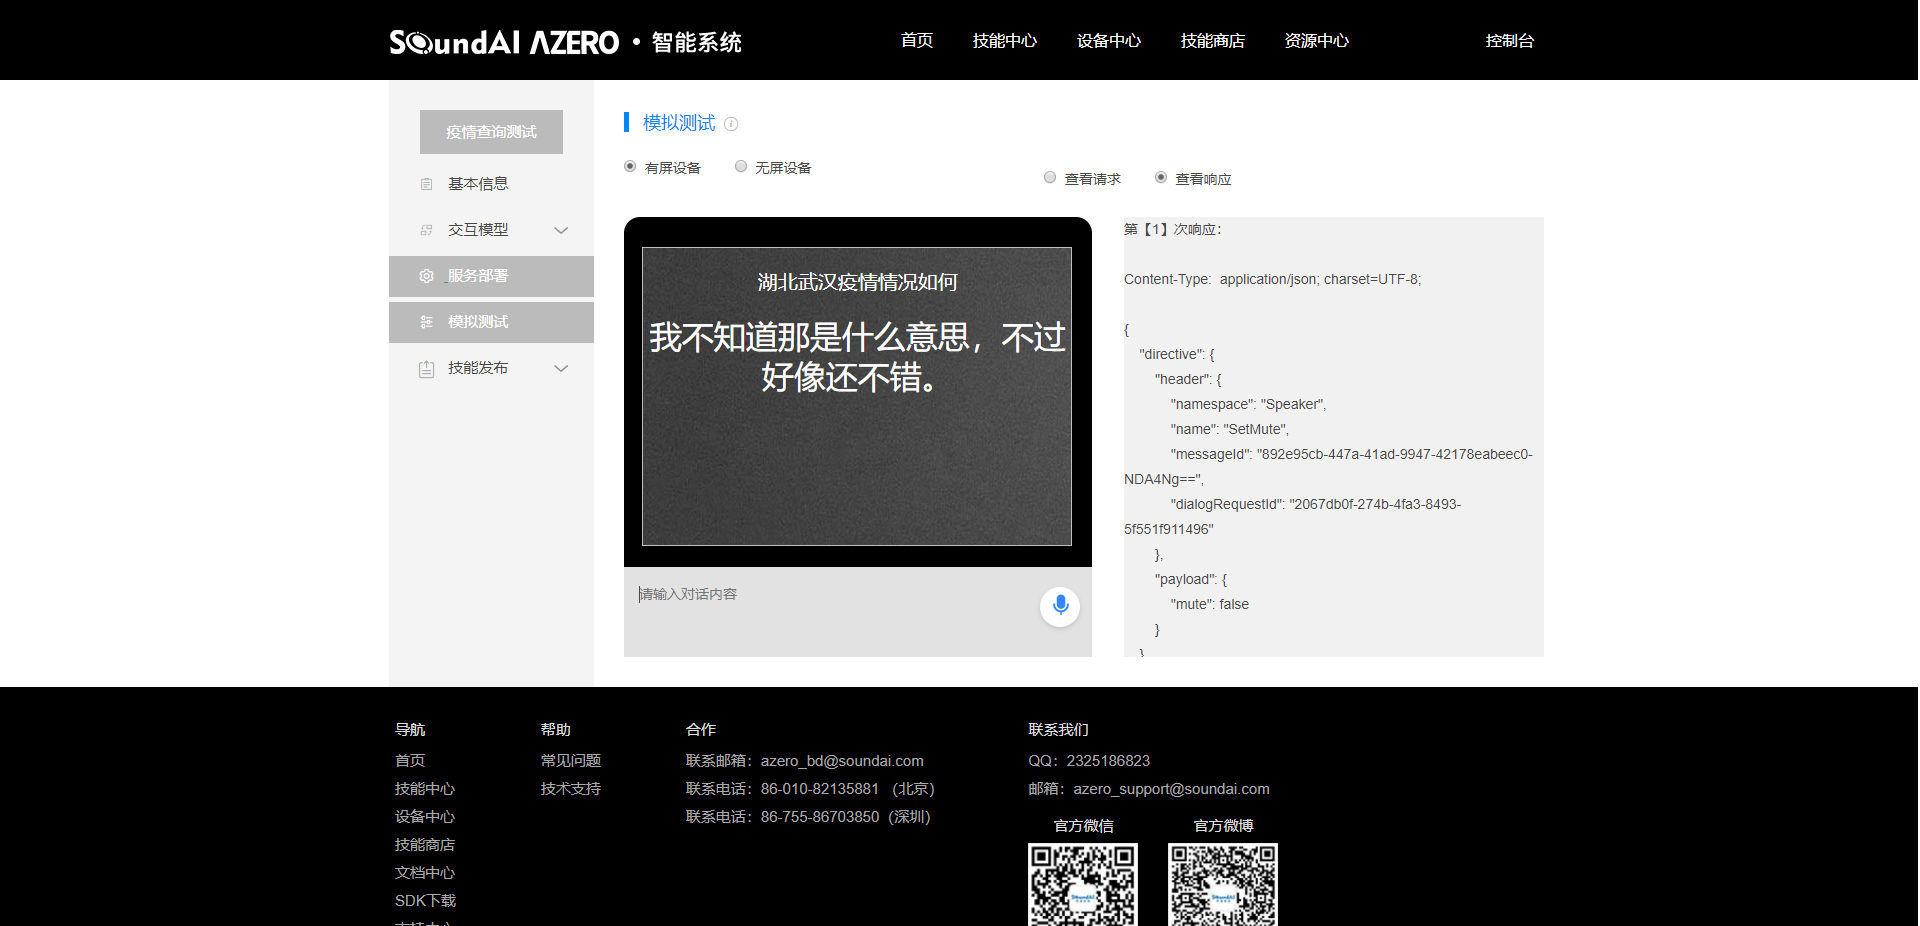 SoundAI AZERO · 智能系统
首页
技能中心
设备中心
技能商店
资源中心
控制台
疫情查询测试
基本信息
交互模型
服务部署
模拟测试
技能发布
模拟测试
有屏设备
无屏设备
查看请求
查看响应
湖北武汉疫情情况如何
我不知道那是什么意思，不过
好像还不错。
请输入对话内容
第【1】次响应：
Content-Type:  application/json; charset=UTF-8;
{
"directive": {
"header": {
"namespace": "Speaker",
"name": "SetMute",
"messageId": "892e95cb-447a-41ad-9947-42178eabeec0-
NDA4Ng==",
"dialogRequestId": "2067db0f-274b-4fa3-8493-
5f551f911496"
},
"payload": {
"mute": false
}
}
导航
首页
技能中心
设备中心
技能商店
文档中心
SDK下载
帮助
常见问题
技术支持
合作
联系邮箱：azero_bd@soundai.com
联系电话：86-010-82135881 （北京）
联系电话：86-755-86703850（深圳）
联系我们
QQ：2325186823
邮箱：azero_support@soundai.com
官方微信
官方微博